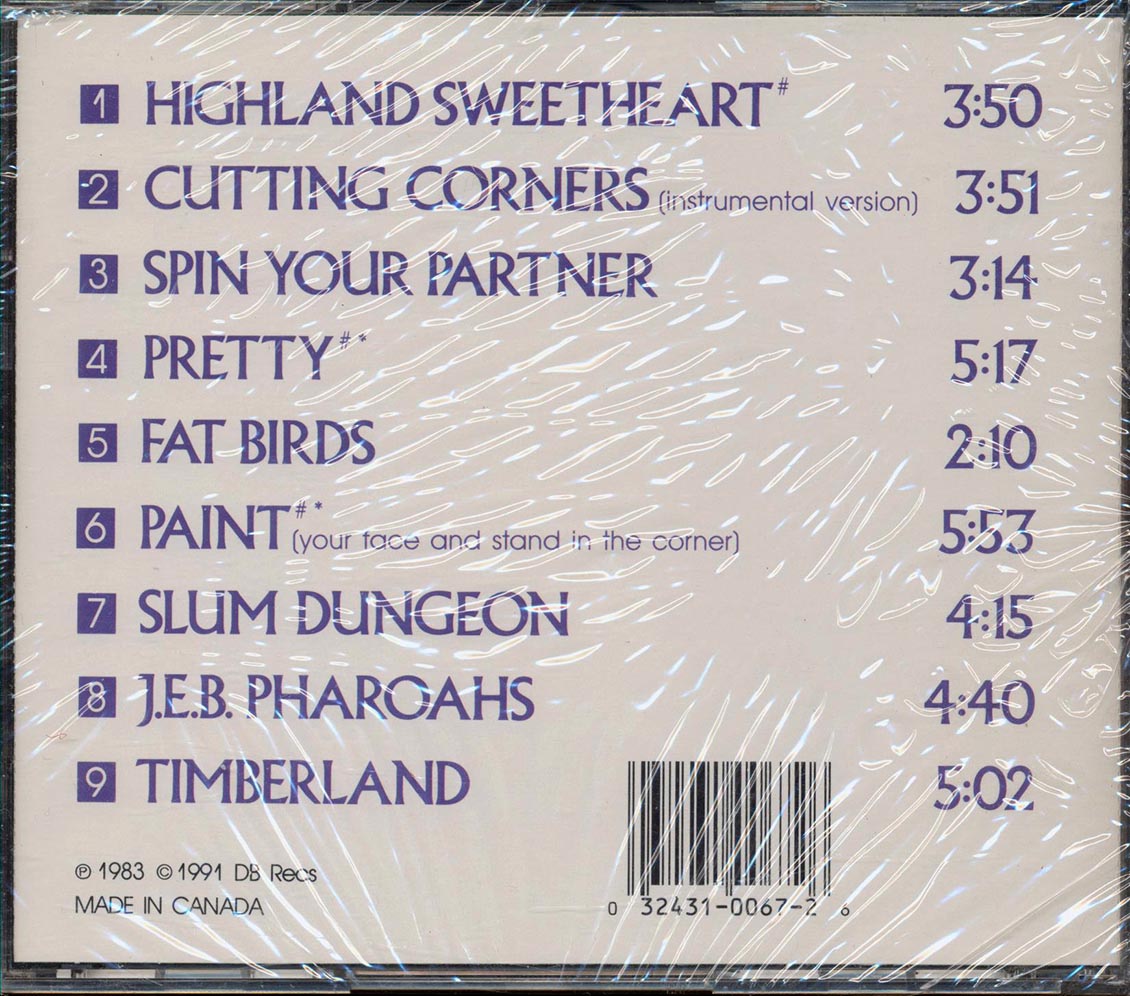 1 HIGHLAND SWEETHEART# 3:50
2 CUTTING CORNERS (instrumental version) 3:51
3 SPIN YOUR PARTNER 3:14
4 PRETTY#* 5:17
5 FAT BIRDS 2:10
6 PAINT#* (your face and stand in the corner) 5:53
7 SLUM DUNGEON 4:15
8 J.E.B. PHAROAHS 4:40
9 TIMBERLAND 5:02
℗ 1983 © 1991 DB Recs
MADE IN CANADA
0 32431-0067-2 6